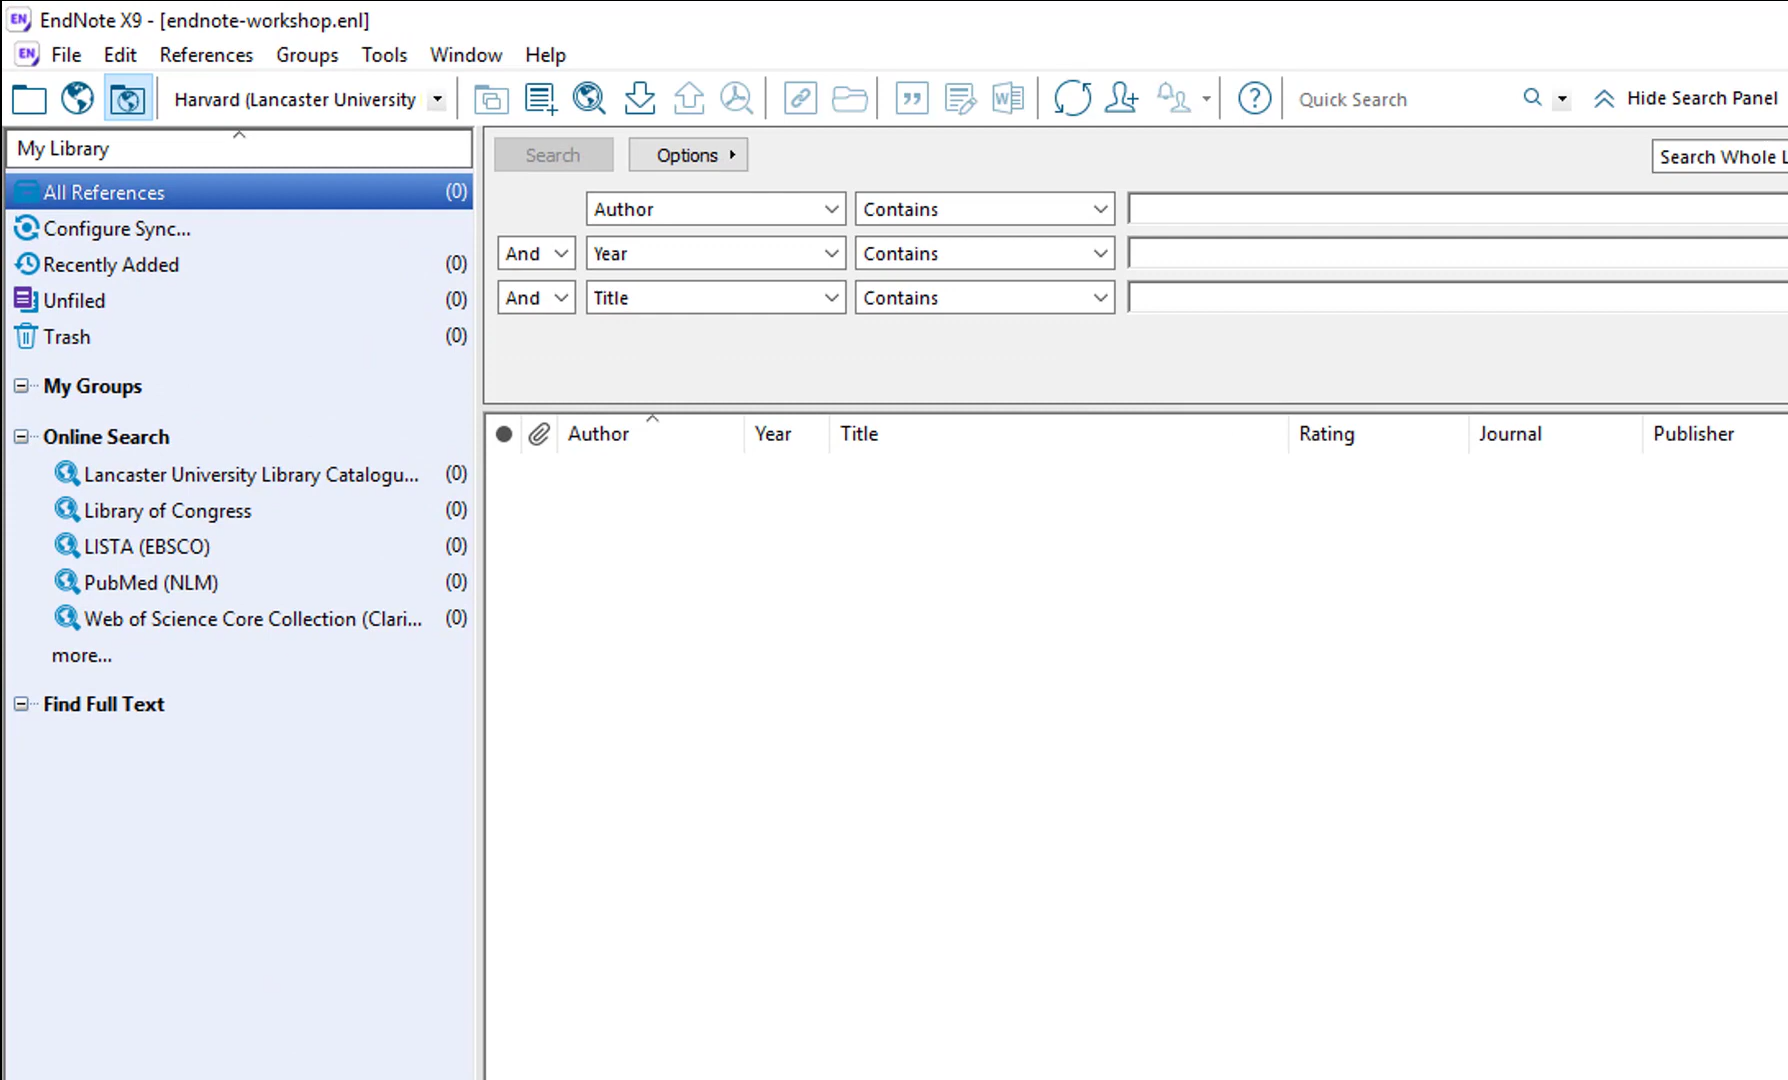 EN EndNote X9 - [endnote-workshop.enl]
EN File Edit References Groups Tools Window Help
Harvard (Lancaster University Quick Search Hide Search Panel
My Library
All References (0)
Configure Sync...
Recently Added (0)
Unfiled (0)
Trash (0)
My Groups
Online Search
Lancaster University Library Catalogu... (0)
Library of Congress (0)
LISTA (EBSCO) (0)
PubMed (NLM) (0)
Web of Science Core Collection (Clari... (0)
more...
Find Full Text
Search Options Search Whole L
Author Contains
And Year Contains
And Title Contains
Author Year Title Rating Journal Publisher